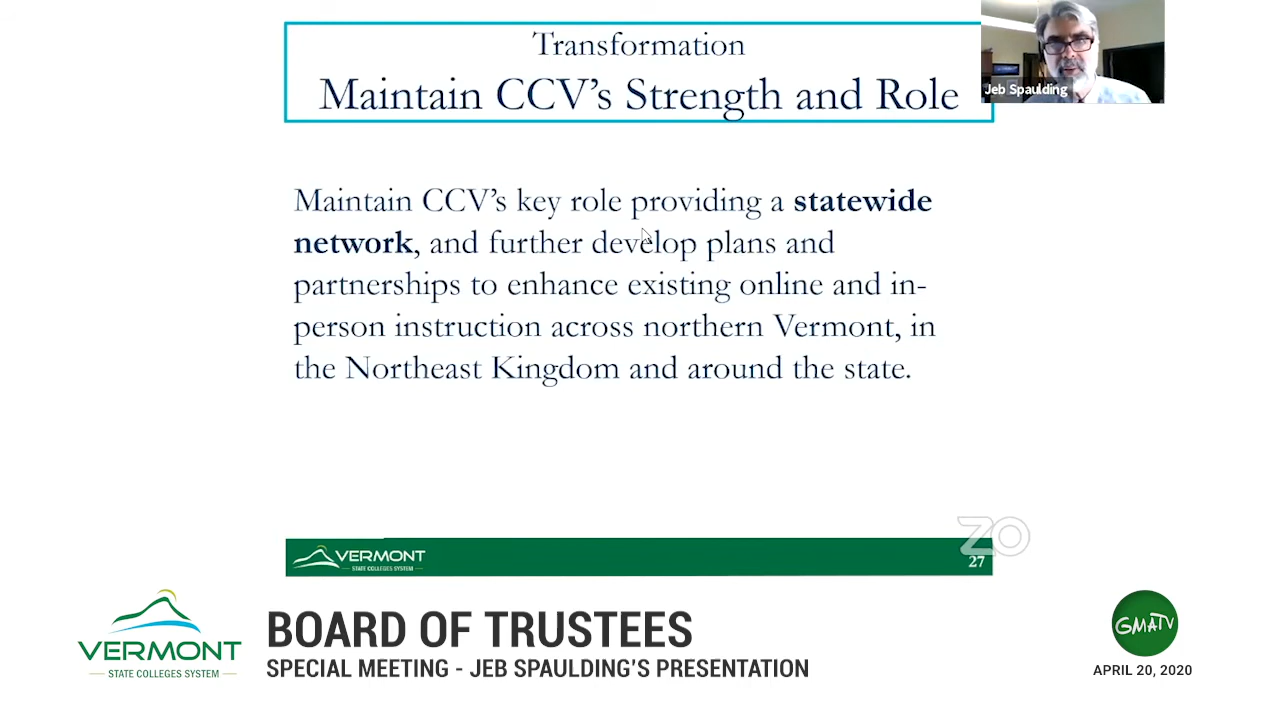 Transformation
Maintain CCV's Strength and Role
Jeb Spaulding
Maintain CCV's key role providing a statewide
network, and further develop plans and
partnerships to enhance existing online and in-
person instruction across northern Vermont, in
the Northeast Kingdom and around the state.
ZO
VERMONT
STATE COLLEGES SYSTEM
27
VERMONT
STATE COLLEGES SYSTEM
BOARD OF TRUSTEES
SPECIAL MEETING - JEB SPAULDING'S PRESENTATION
GMATV
APRIL 20, 2020